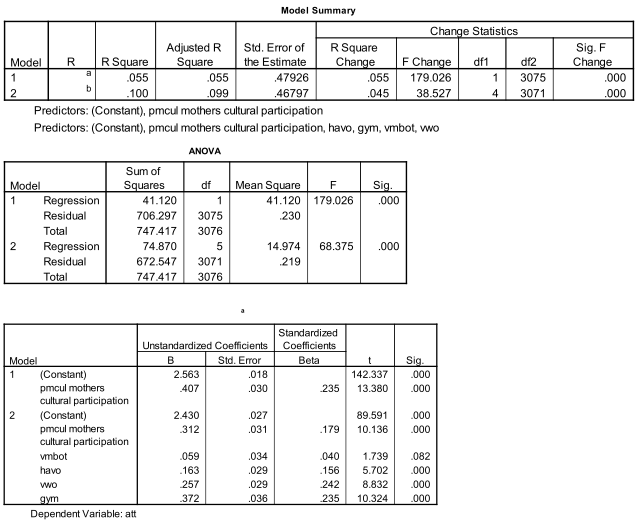 Model Summary
Change Statistics
Model R R Square Adjusted R Square Std. Error of the Estimate R Square Change F Change df1 df2 Sig. F Change
1 a .055 .055 .47926 .055 179.026 1 3075 .000
2 b .100 .099 .46797 .045 38.527 4 3071 .000
Predictors: (Constant), pmcul mothers cultural participation
Predictors: (Constant), pmcul mothers cultural participation, havo, gym, vmbot, vwo
ANOVA
Model Sum of Squares df Mean Square F Sig.
1 Regression 41.120 1 41.120 179.026 .000
Residual 706.297 3075 .230
Total 747.417 3076
2 Regression 74.870 5 14.974 68.375 .000
Residual 672.547 3071 .219
Total 747.417 3076
a
Unstandardized Coefficients Standardized Coefficients
Model B Std. Error Beta t Sig.
1 (Constant) 2.563 .018 142.337 .000
pmcul mothers cultural participation .407 .030 .235 13.380 .000
2 (Constant) 2.430 .027 89.591 .000
pmcul mothers cultural participation .312 .031 .179 10.136 .000
vmbot .059 .034 .040 1.739 .082
havo .163 .029 .156 5.702 .000
vwo .257 .029 .242 8.832 .000
gym .372 .036 .235 10.324 .000
Dependent Variable: att